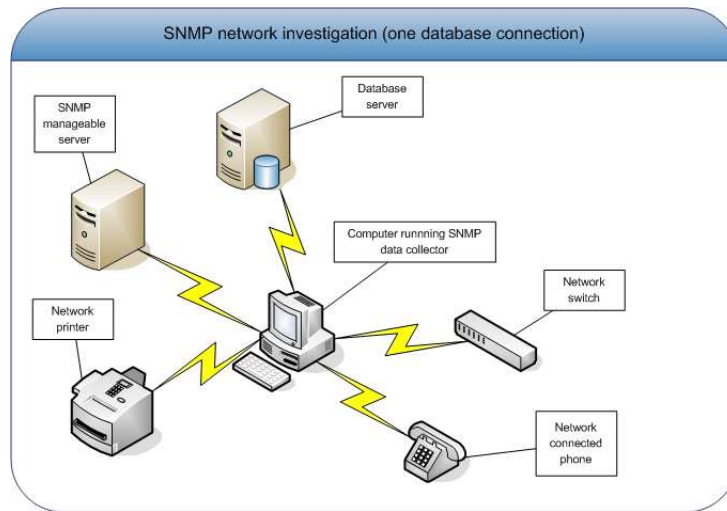 SNMP network investigation (one database connection)
SNMP
manageable
server
Database
server
Computer runnning SNMP
data collector
Network
switch
Network
printer
Network
connected
phone